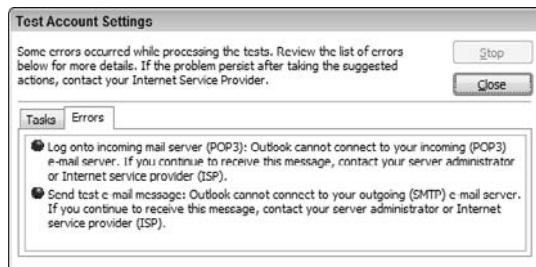 Test Account Settings
Some errors occurred while processing the tests. Review the list of errors
below for more details. If the problem persist after taking the suggested
actions, contact your Internet Service Provider.
Stop
Close
Tasks
Errors
Log onto incoming mail server (POP3): Outlook cannot connect to your incoming (POP3)
e-mail server. If you continue to receive this message, contact your server administrator
or Internet service provider (ISP).
Send test e-mail message: Outlook cannot connect to your outgoing (SMTP) e-mail server.
If you continue to receive this message, contact your server administrator or Internet
service provider (ISP).